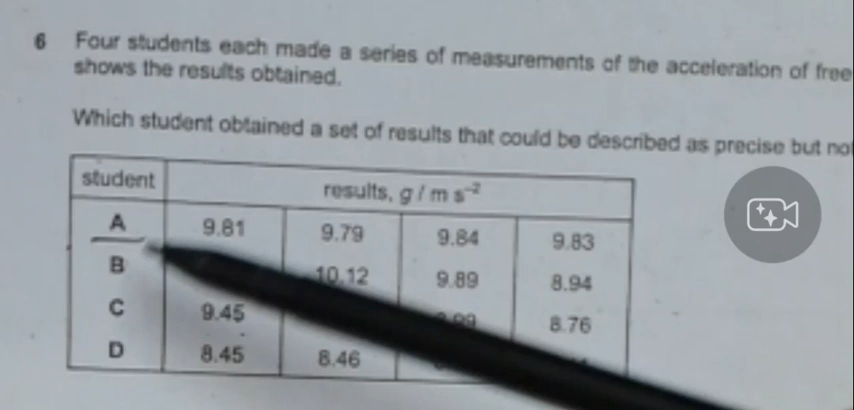 6 Four students each made a series of measurements of the acceleration of free
shows the results obtained.
Which student obtained a set of results that could be described as precise but
student results, g / m s⁻²
A 9.81 9.79 9.84 9.83
B 10.12 9.89 8.94
C 9.45 8.76
D 8.45 8.46